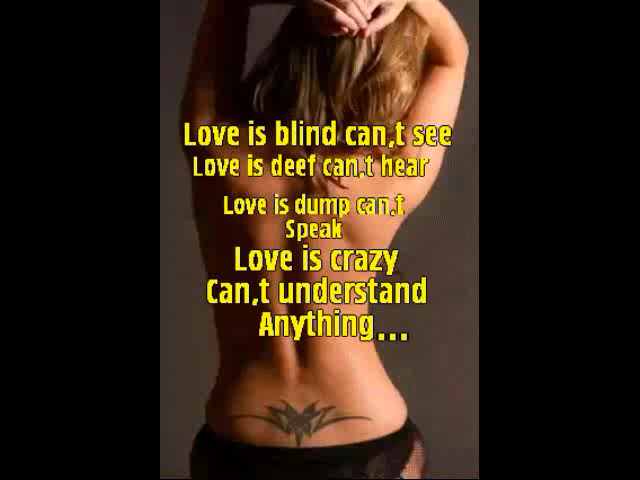 Love is blind can,t see
Love is deef can,t hear
Love is dump can,t
Speak
Love is crazy
Can,t understand
Anything...